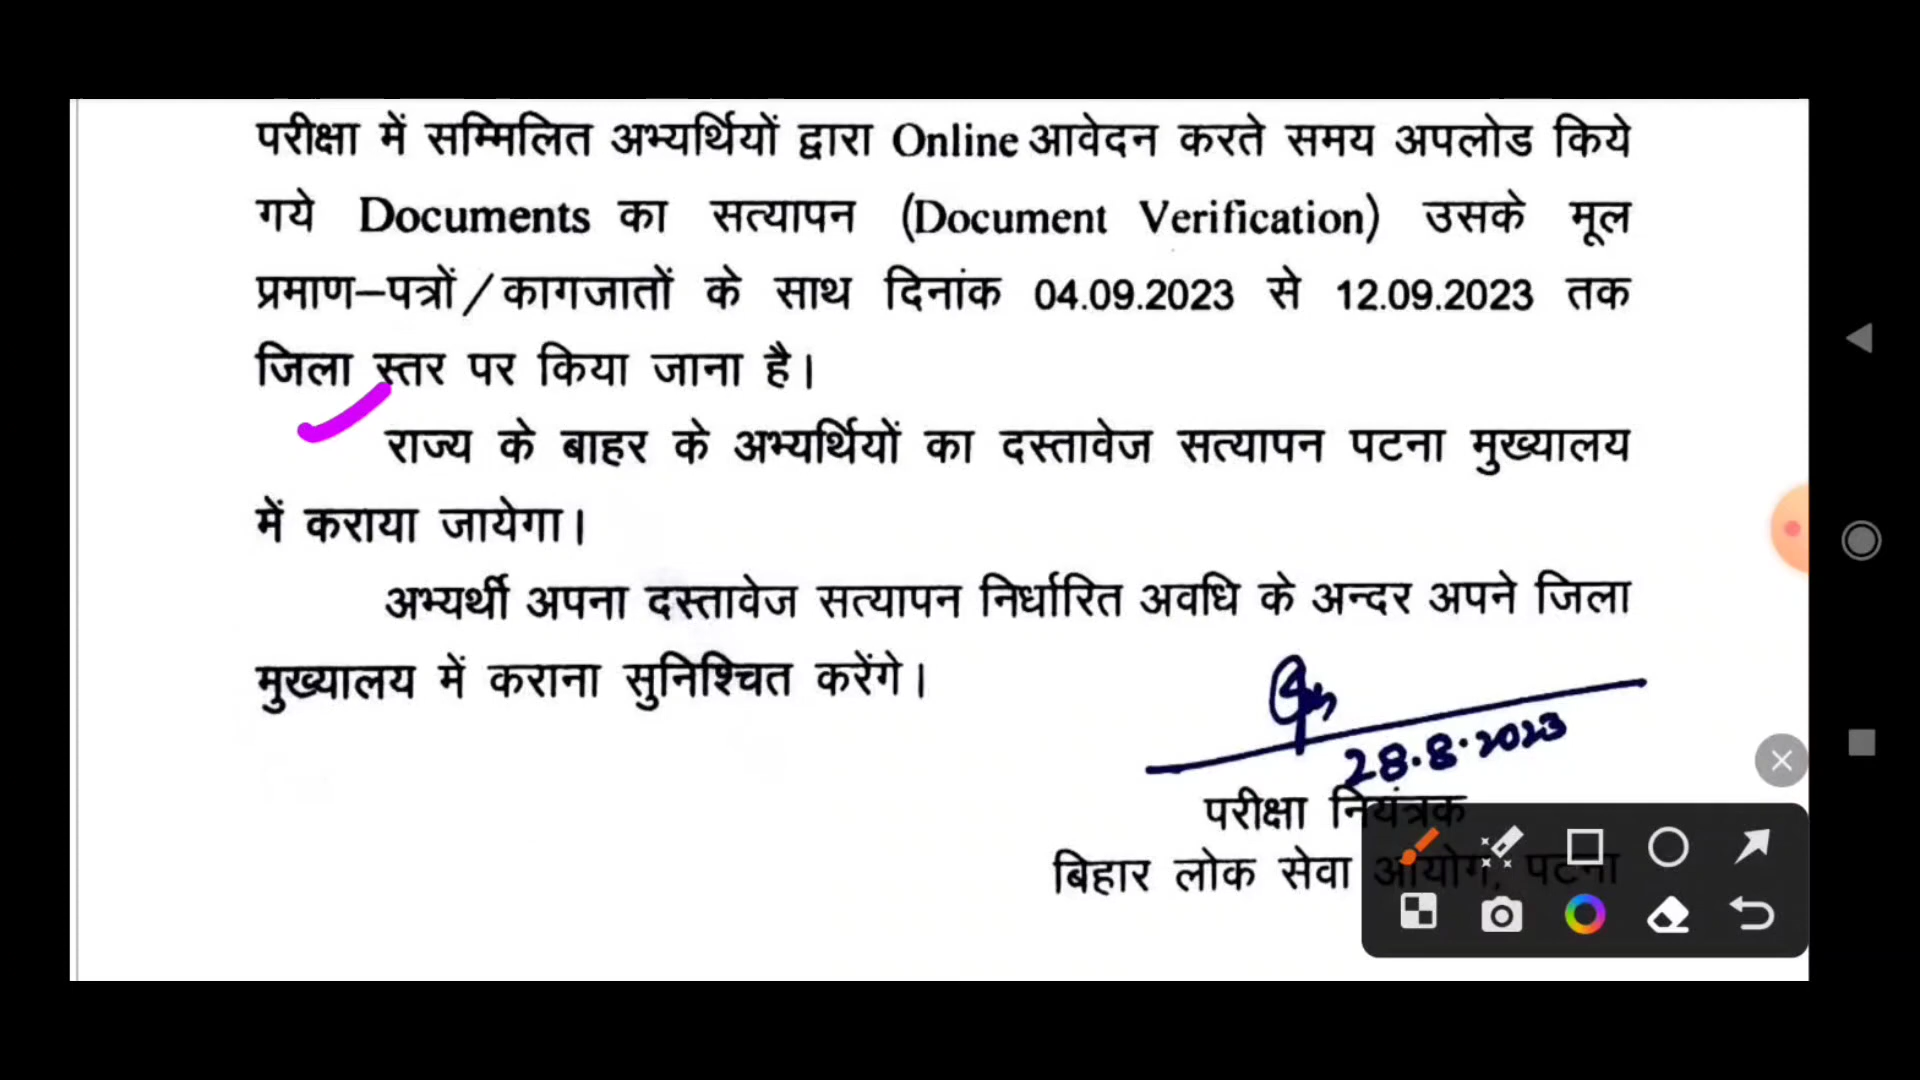 परीक्षा में सम्मिलित अभ्यर्थियों द्वारा Online आवेदन करते समय अपलोड किये
गये Documents का सत्यापन (Document Verification) उसके मूल
प्रमाण–पत्रों/कागजातों के साथ दिनांक 04.09.2023 से 12.09.2023 तक
जिला स्तर पर किया जाना है।
राज्य के बाहर के अभ्यर्थियों का दस्तावेज सत्यापन पटना मुख्यालय
में कराया जायेगा।
अभ्यर्थी अपना दस्तावेज सत्यापन निर्धारित अवधि के अन्दर अपने जिला
मुख्यालय में कराना सुनिश्चित करेंगे।
28.8.2023
परीक्षा नियंत्रक
बिहार लोक सेवा आयोग, पटना